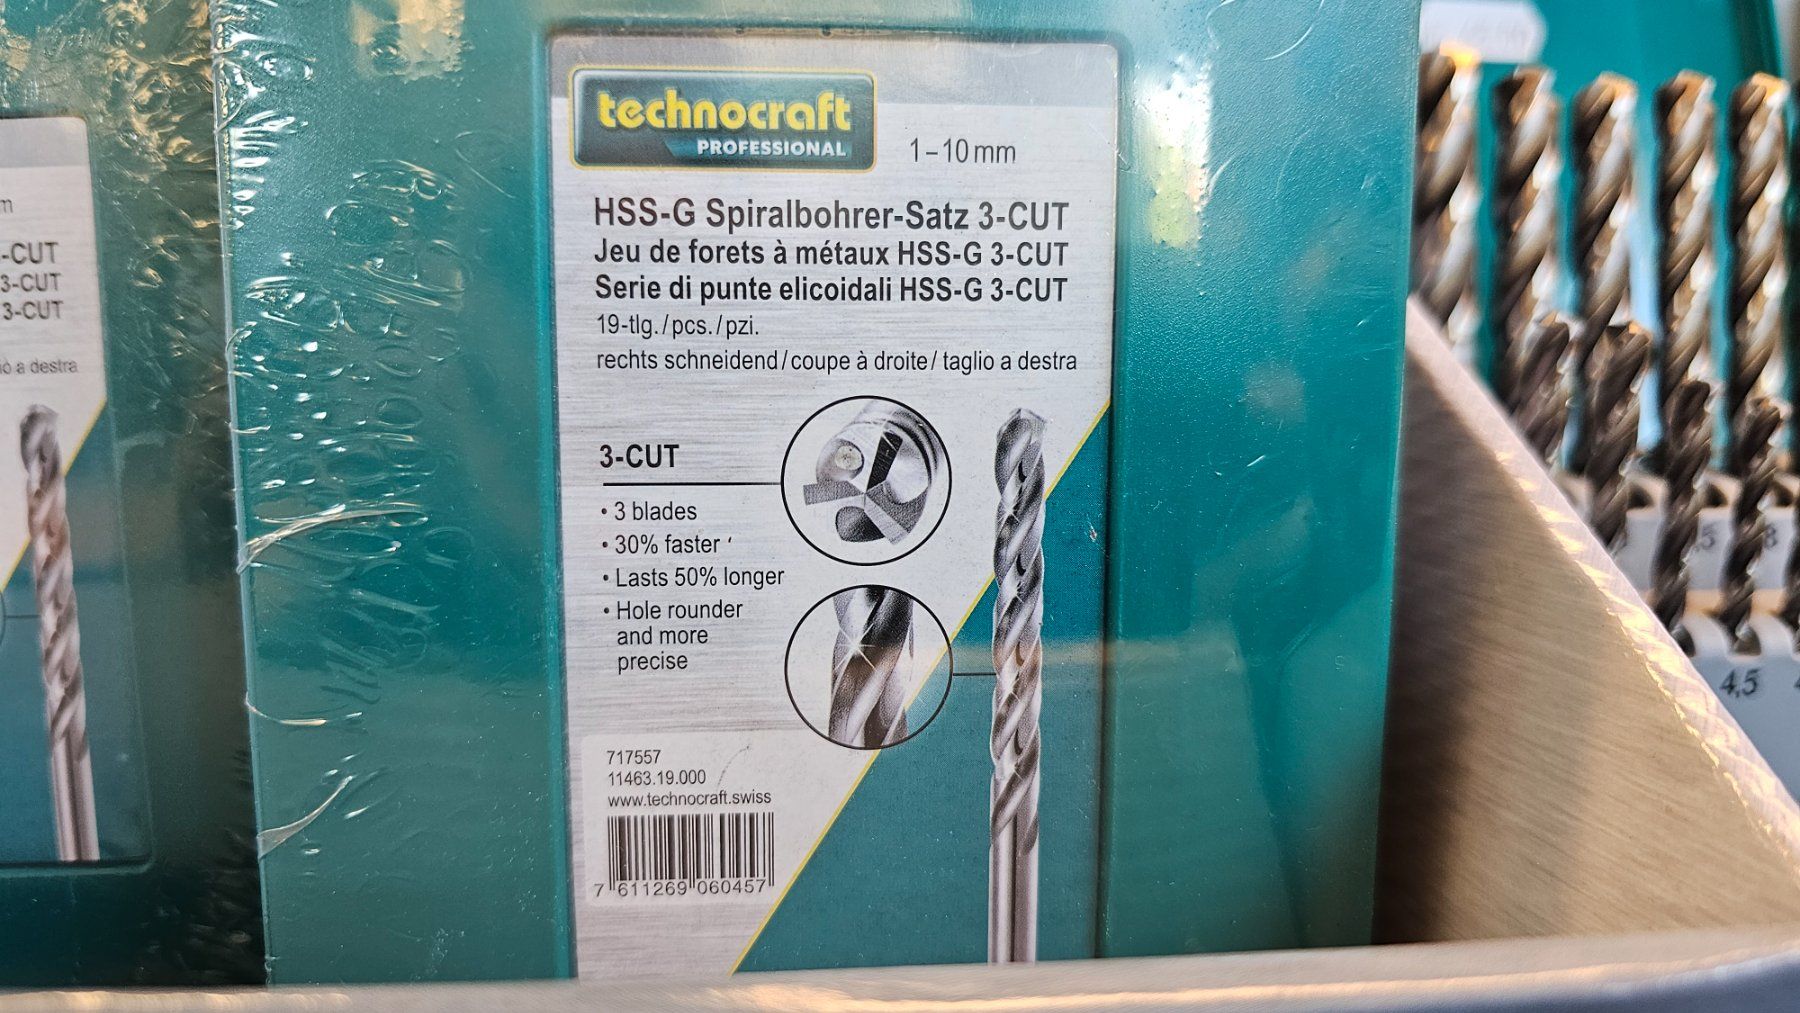 technocraft
PROFESSIONAL
1-10 mm
HSS-G Spiralbohrer-Satz 3-CUT
Jeu de forets à métaux HSS-G 3-CUT
Serie di punte elicoidali HSS-G 3-CUT
19-tlg./pcs./pzi.
rechts schneidend/coupe à droite/taglio a destra
3-CUT
• 3 blades
• 30% faster
• Lasts 50% longer
• Hole rounder
and more
precise
717557
11463.19.000
www.technocraft.swiss
7 611269 060457
m
-CUT
3-CUT
3-CUT
a destra
4,5